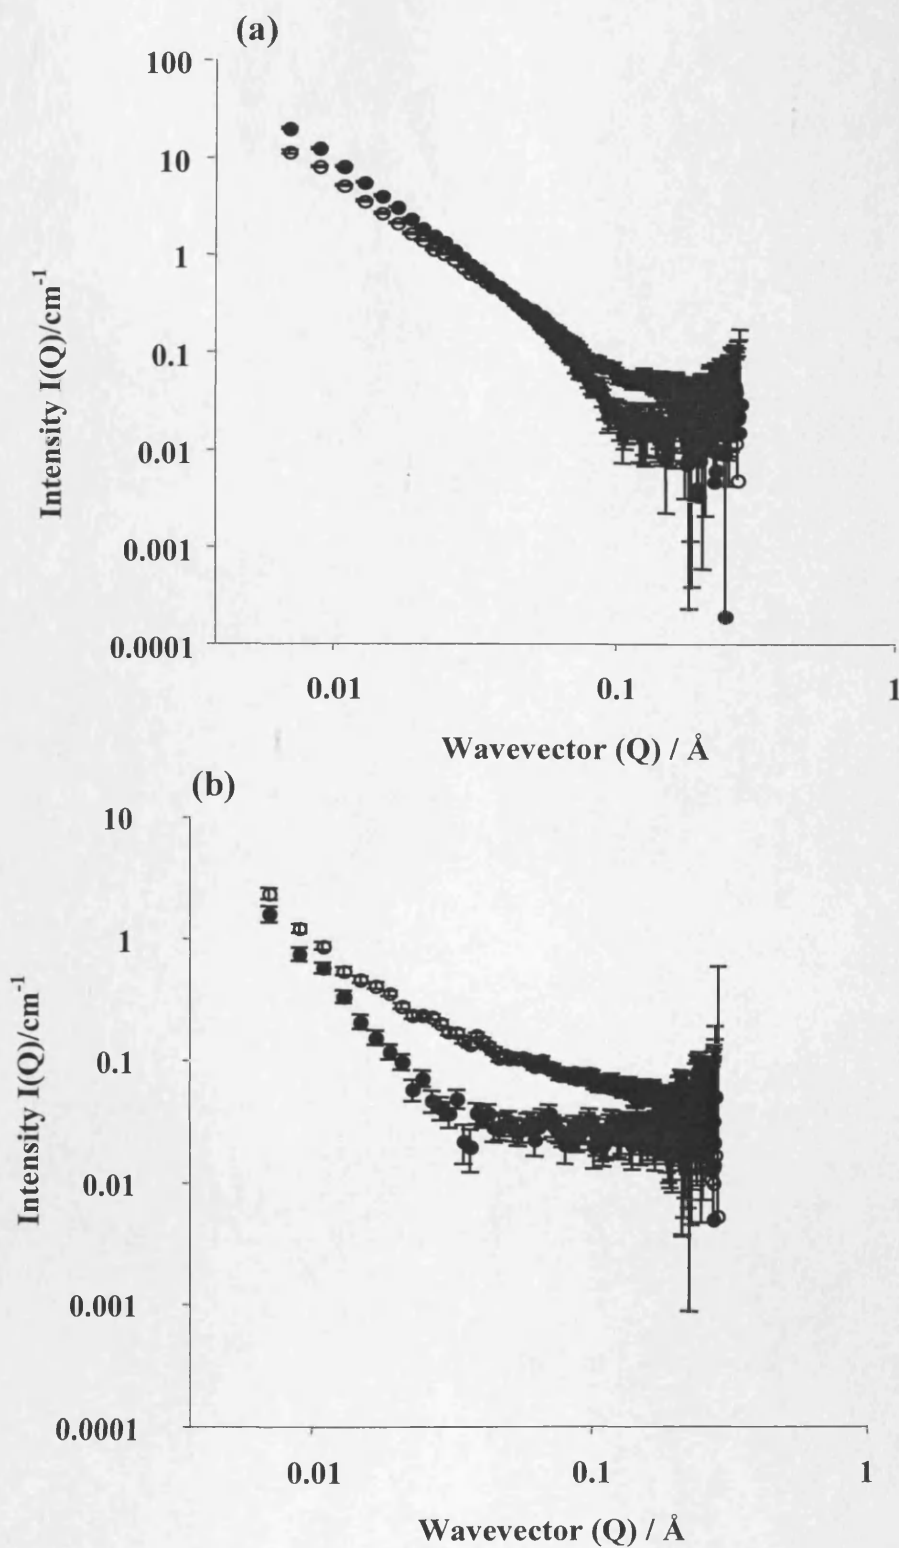 (a)
100
10
1
0.1
0.01
0.001
0.0001
Intensity I(Q)/cm⁻¹
0.01 0.1 1
Wavevector (Q) / Å
(b)
10
1
0.1
0.01
0.001
0.0001
Intensity I(Q)/cm⁻¹
0.01 0.1 1
Wavevector (Q) / Å